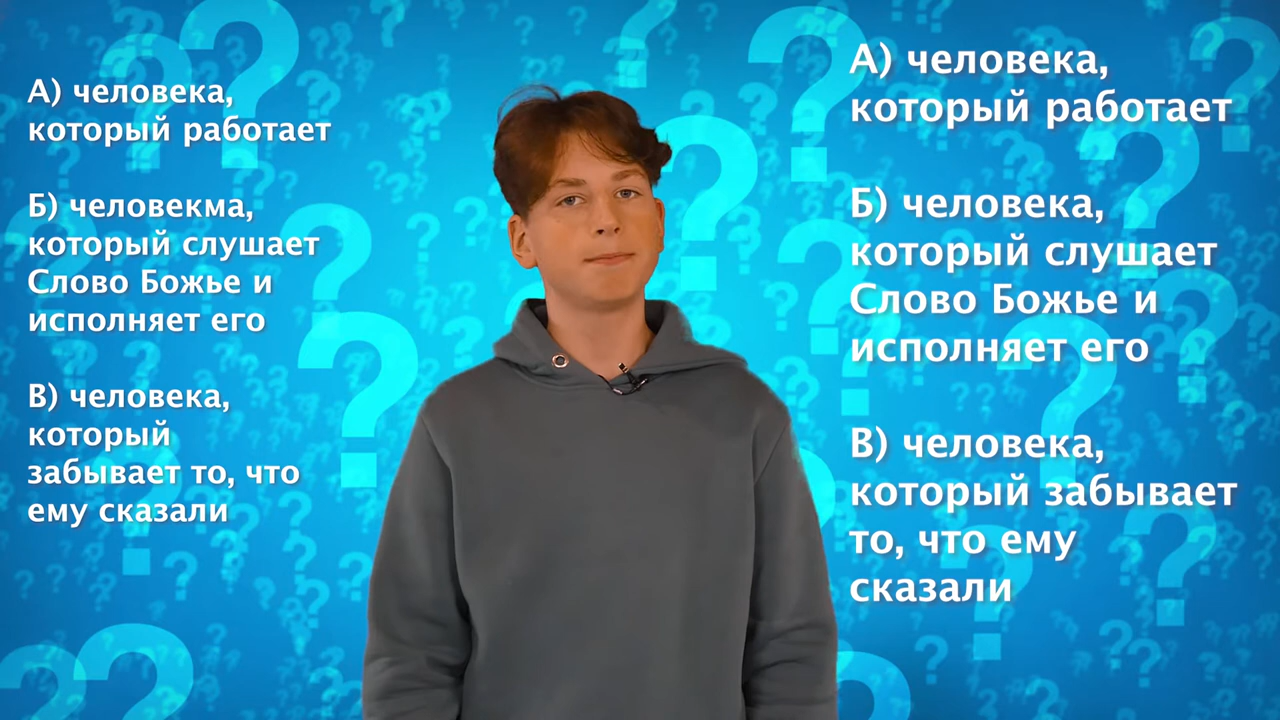 А) человека,
который работает
Б) человекма,
который слушает
Слово Божье и
исполняет его
В) человека,
который
забывает то, что
ему сказали
А) человека,
который работает
Б) человека,
который слушает
Слово Божье и
исполняет его
В) человека,
который забывает
то, что ему
сказали